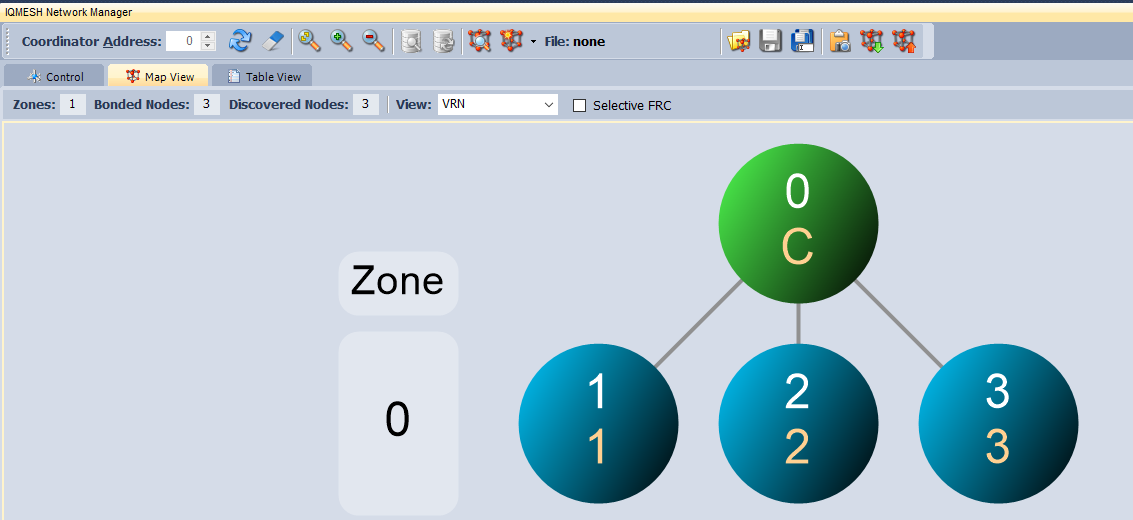 IQMESH Network Manager
Coordinator Address: 0 File: none
Control Map View Table View
Zones: 1 Bonded Nodes: 3 Discovered Nodes: 3 View: VRN Selective FRC
0
C
Zone
0
1
1
2
2
3
3